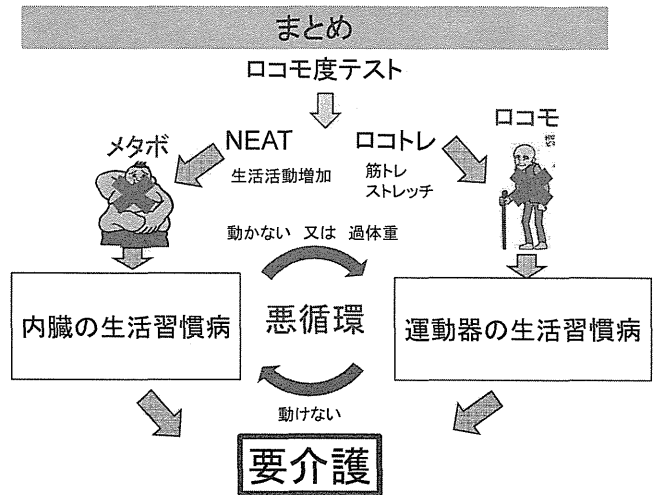 まとめ
ロコモ度テスト
メタボ
NEAT
ロコトレ
ロコモ
生活活動増加
筋トレ
ストレッチ
動かない 又は 過体重
内臓の生活習慣病
悪循環
運動器の生活習慣病
動けない
要介護